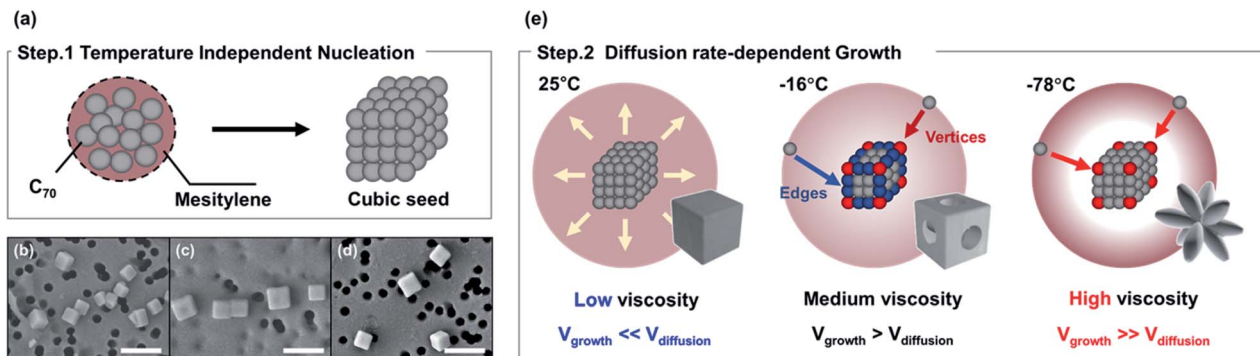 (a)
Step.1 Temperature Independent Nucleation
C70
Mesitylene
Cubic seed
(b)
(c)
(d)
(e)
Step.2 Diffusion rate-dependent Growth
25°C
-16°C
-78°C
Vertices
Edges
Low viscosity
Medium viscosity
High viscosity
Vgrowth << Vdiffusion
Vgrowth > Vdiffusion
Vgrowth >> Vdiffusion